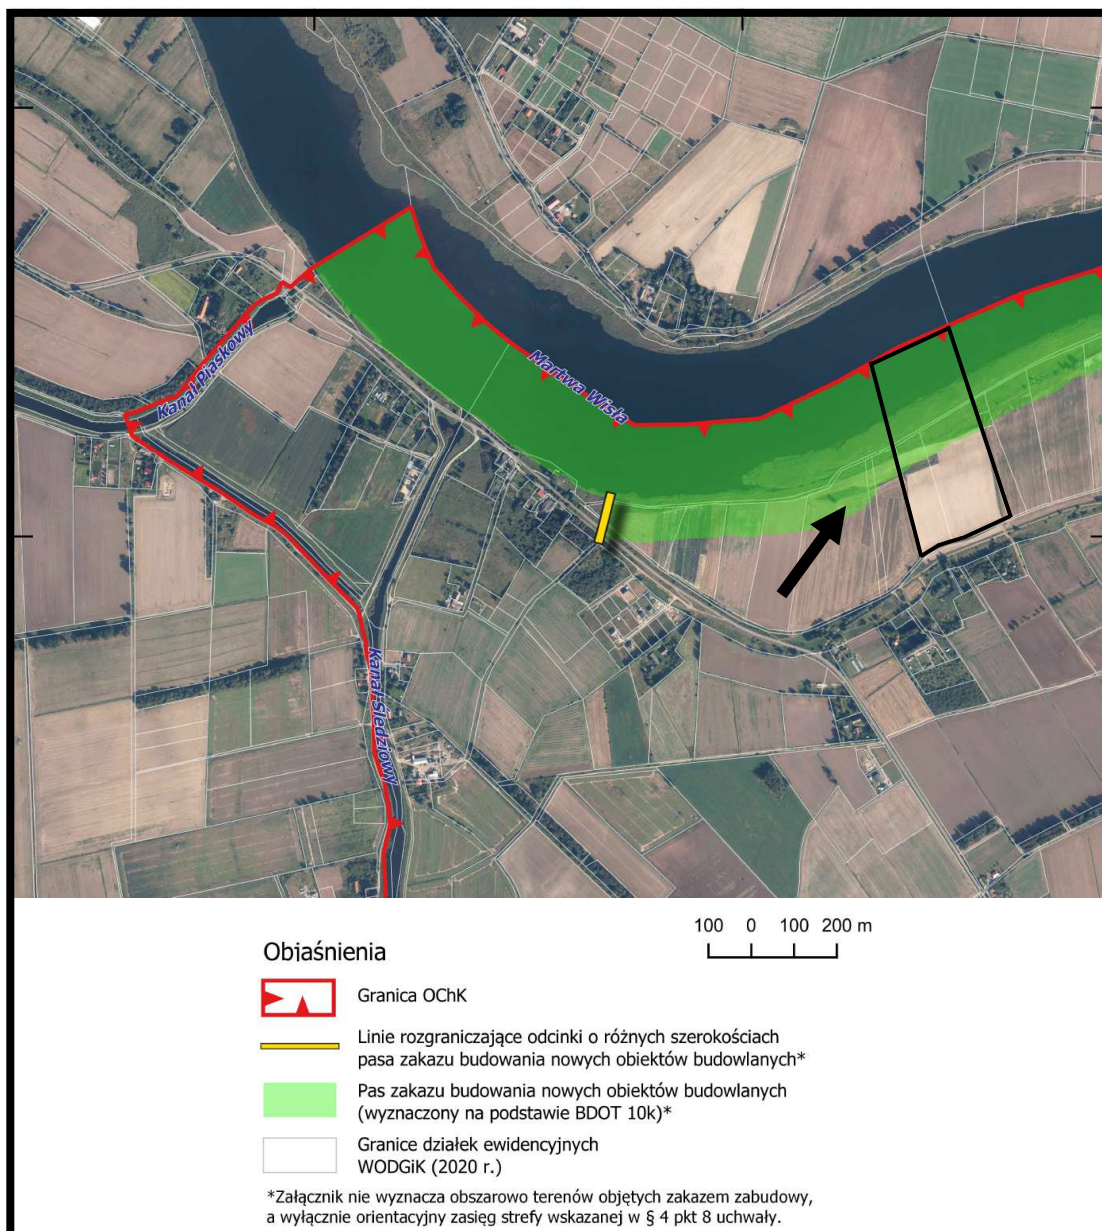 Kanał Piaskowy
Martwa Wisła
Kanał Śledziowy
100 0 100 200 m
Objaśnienia
Granica OChK
Linie rozgraniczające odcinki o różnych szerokościach
pasa zakazu budowania nowych obiektów budowlanych*
Pas zakazu budowania nowych obiektów budowlanych
(wyznaczony na podstawie BDOT 10k)*
Granice działek ewidencyjnych
WODGiK (2020 r.)
*Załącznik nie wyznacza obszarowo terenów objętych zakazem zabudowy,
a wyłącznie orientacyjny zasięg strefy wskazanej w § 4 pkt 8 uchwały.